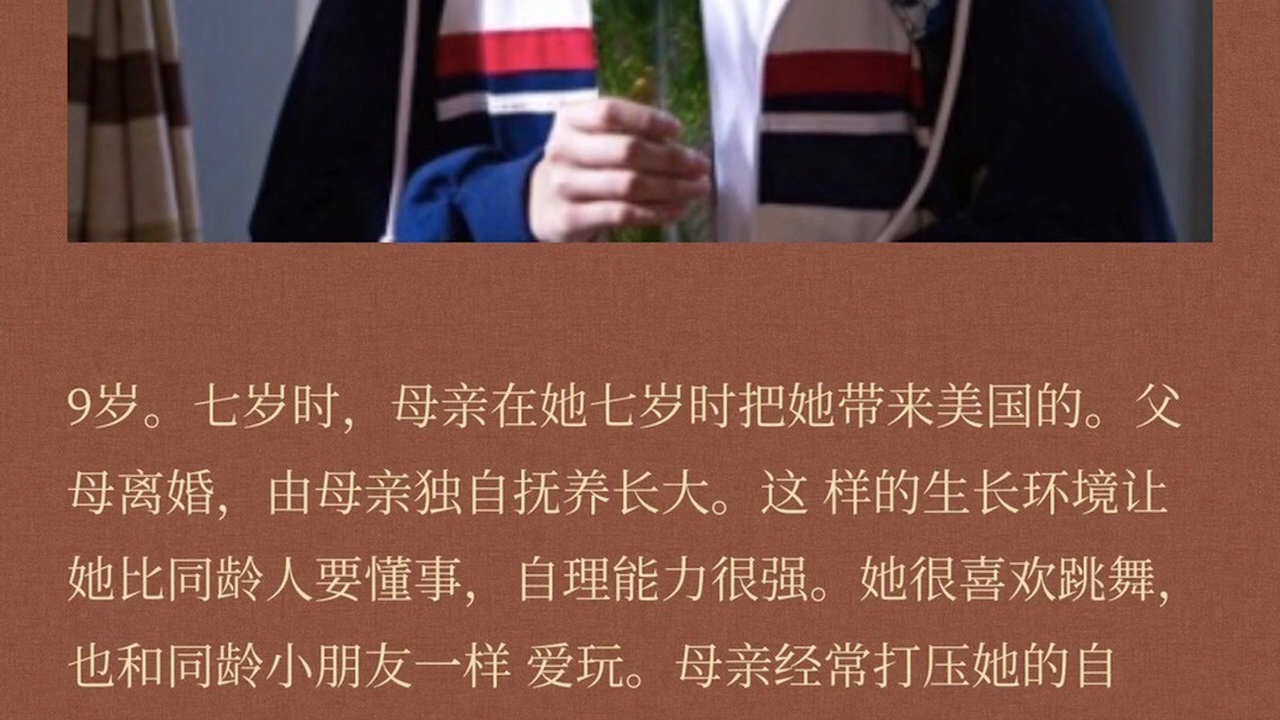 9岁。七岁时，母亲在她七岁时把她带来美国的。父
母离婚，由母亲独自抚养长大。这 样的生长环境让
她比同龄人要懂事，自理能力很强。她很喜欢跳舞，
也和同龄小朋友一样 爱玩。母亲经常打压她的自